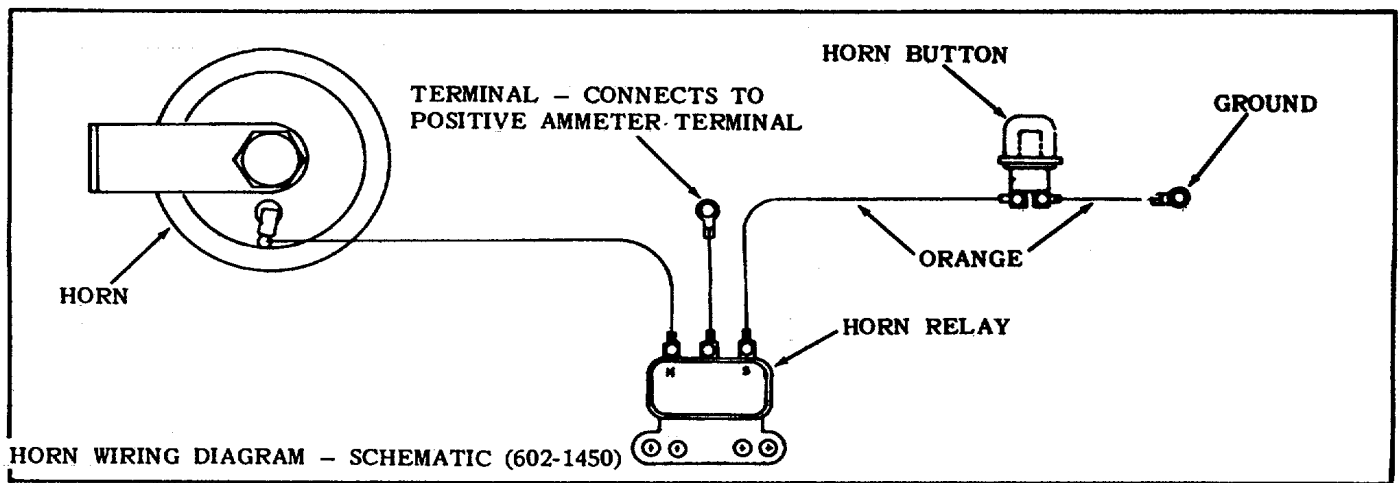 HORN BUTTON
TERMINAL – CONNECTS TO
POSITIVE AMMETER TERMINAL
GROUND
ORANGE
HORN
HORN RELAY
H
S
HORN WIRING DIAGRAM – SCHEMATIC (602-1450)